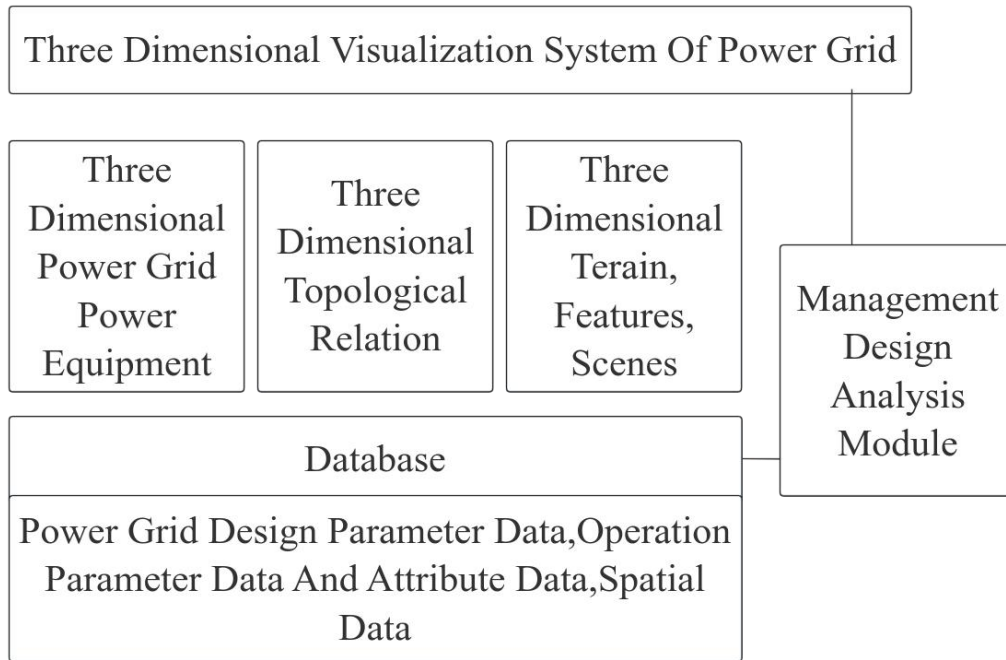 Three Dimensional Visualization System Of Power Grid
Three
Dimensional
Power Grid
Power
Equipment
Three
Dimensional
Topological
Relation
Three
Dimensional
Terain,
Features,
Scenes
Management
Design
Analysis
Module
Database
Power Grid Design Parameter Data,Operation
Parameter Data And Attribute Data,Spatial
Data